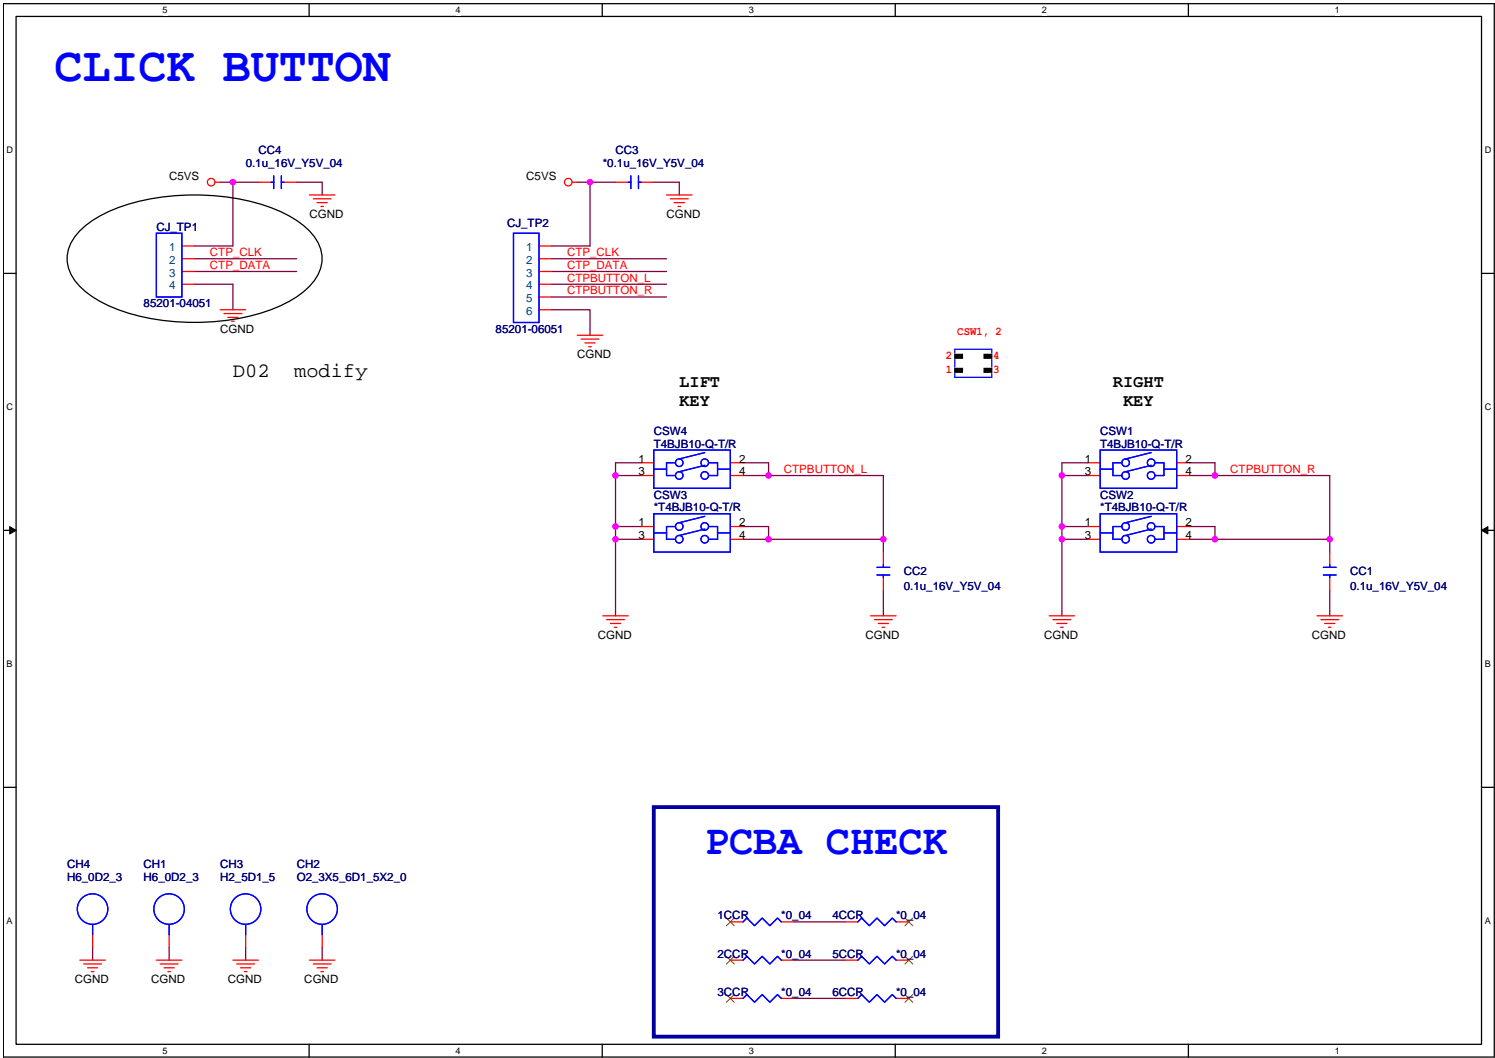 5 4 3 2 1
CLICK BUTTON
D D
CC4
0.1u_16V_Y5V_04
C5VS
CGND
CJ_TP1
1
2
3
4
CTP_CLK
CTP_DATA
85201-04051
CGND
D02 modify
CC3
*0.1u_16V_Y5V_04
C5VS
CGND
CJ_TP2
1
2
3
4
5
6
CTP_CLK
CTP_DATA
CTPBUTTON_L
CTPBUTTON_R
85201-06051
CGND
CSW1, 2
2 4
1 3
C C
LIFT
KEY
CSW4
T4BJB10-Q-T/R
1 2
3 4
CTPBUTTON_L
CSW3
*T4BJB10-Q-T/R
1 2
3 4
CC2
0.1u_16V_Y5V_04
CGND CGND
RIGHT
KEY
CSW1
T4BJB10-Q-T/R
1 2
3 4
CTPBUTTON_R
CSW2
*T4BJB10-Q-T/R
1 2
3 4
CC1
0.1u_16V_Y5V_04
CGND CGND
B B
CH4
H6_0D2_3
CGND
CH1
H6_0D2_3
CGND
CH3
H2_5D1_5
CGND
CH2
O2_3X5_6D1_5X2_0
CGND
PCBA CHECK
1CCR *0_04 4CCR *0_04
2CCR *0_04 5CCR *0_04
3CCR *0_04 6CCR *0_04
A A
5 4 3 2 1